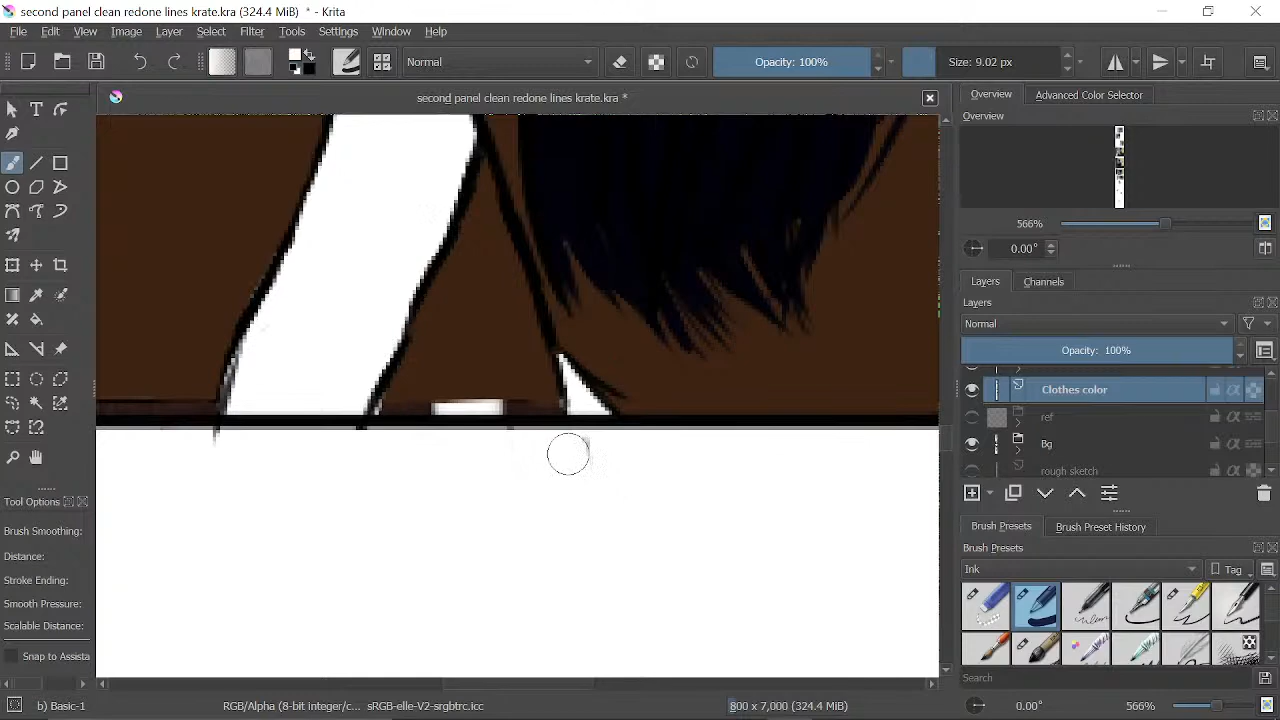 second panel clean redone lines krate.kra (324.4 MiB) * - Krita
File Edit View Image Layer Select Filter Tools Settings Window Help
Normal Opacity: 100% Size: 9.02 px
second panel clean redone lines krate.kra *
Overview Advanced Color Selector
Overview
566%
0.00°
Layers Channels
Layers
Normal
Opacity: 100%
Clothes color
ref
Bg
rough sketch
Tool Options
Brush Presets Brush Preset History
Brush Smoothing:
Brush Presets
Distance:
Ink Tag
Stroke Ending:
Smooth Pressure:
Scalable Distance:
Snap to Assista
Search
b) Basic-1 RGB/Alpha (8-bit integer/c... sRGB-elle-V2-srgbtrc.icc 800 x 7,000 (324.4 MiB) 0.00° 566%